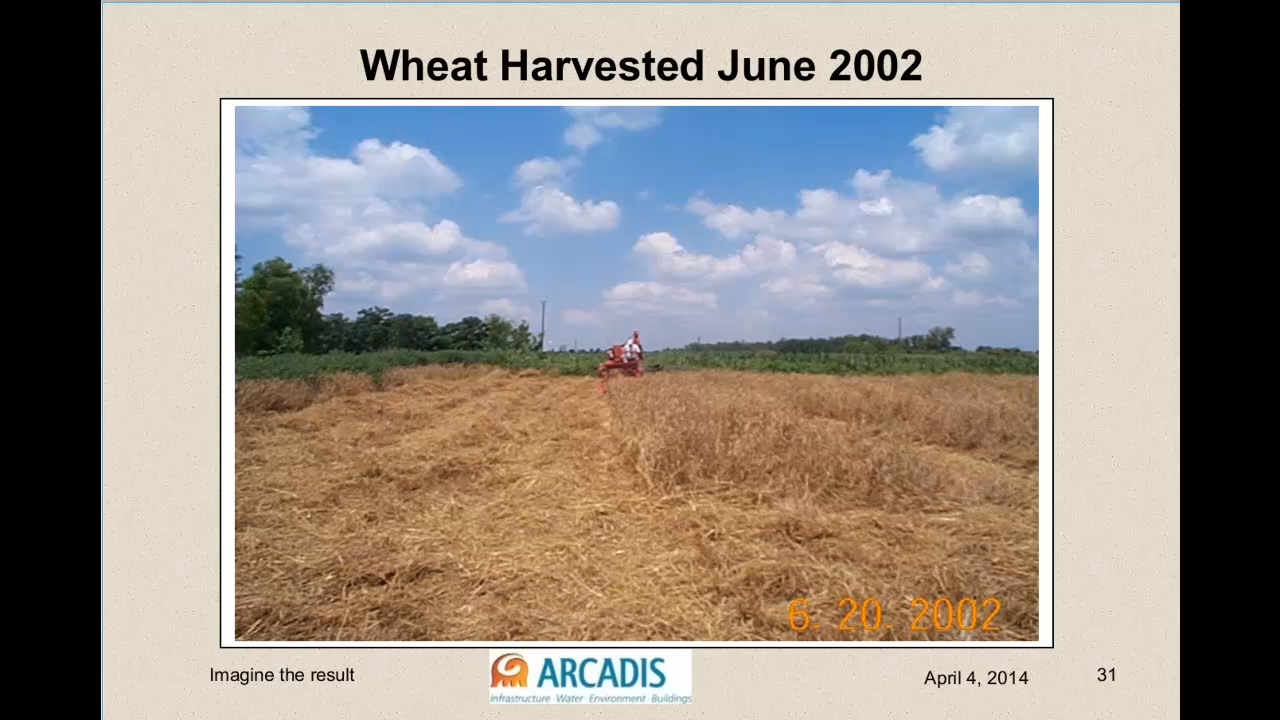 Wheat Harvested June 2002
6. 20. 2002
Imagine the result
ARCADIS
Infrastructure · Water · Environment · Buildings
April 4, 2014
31